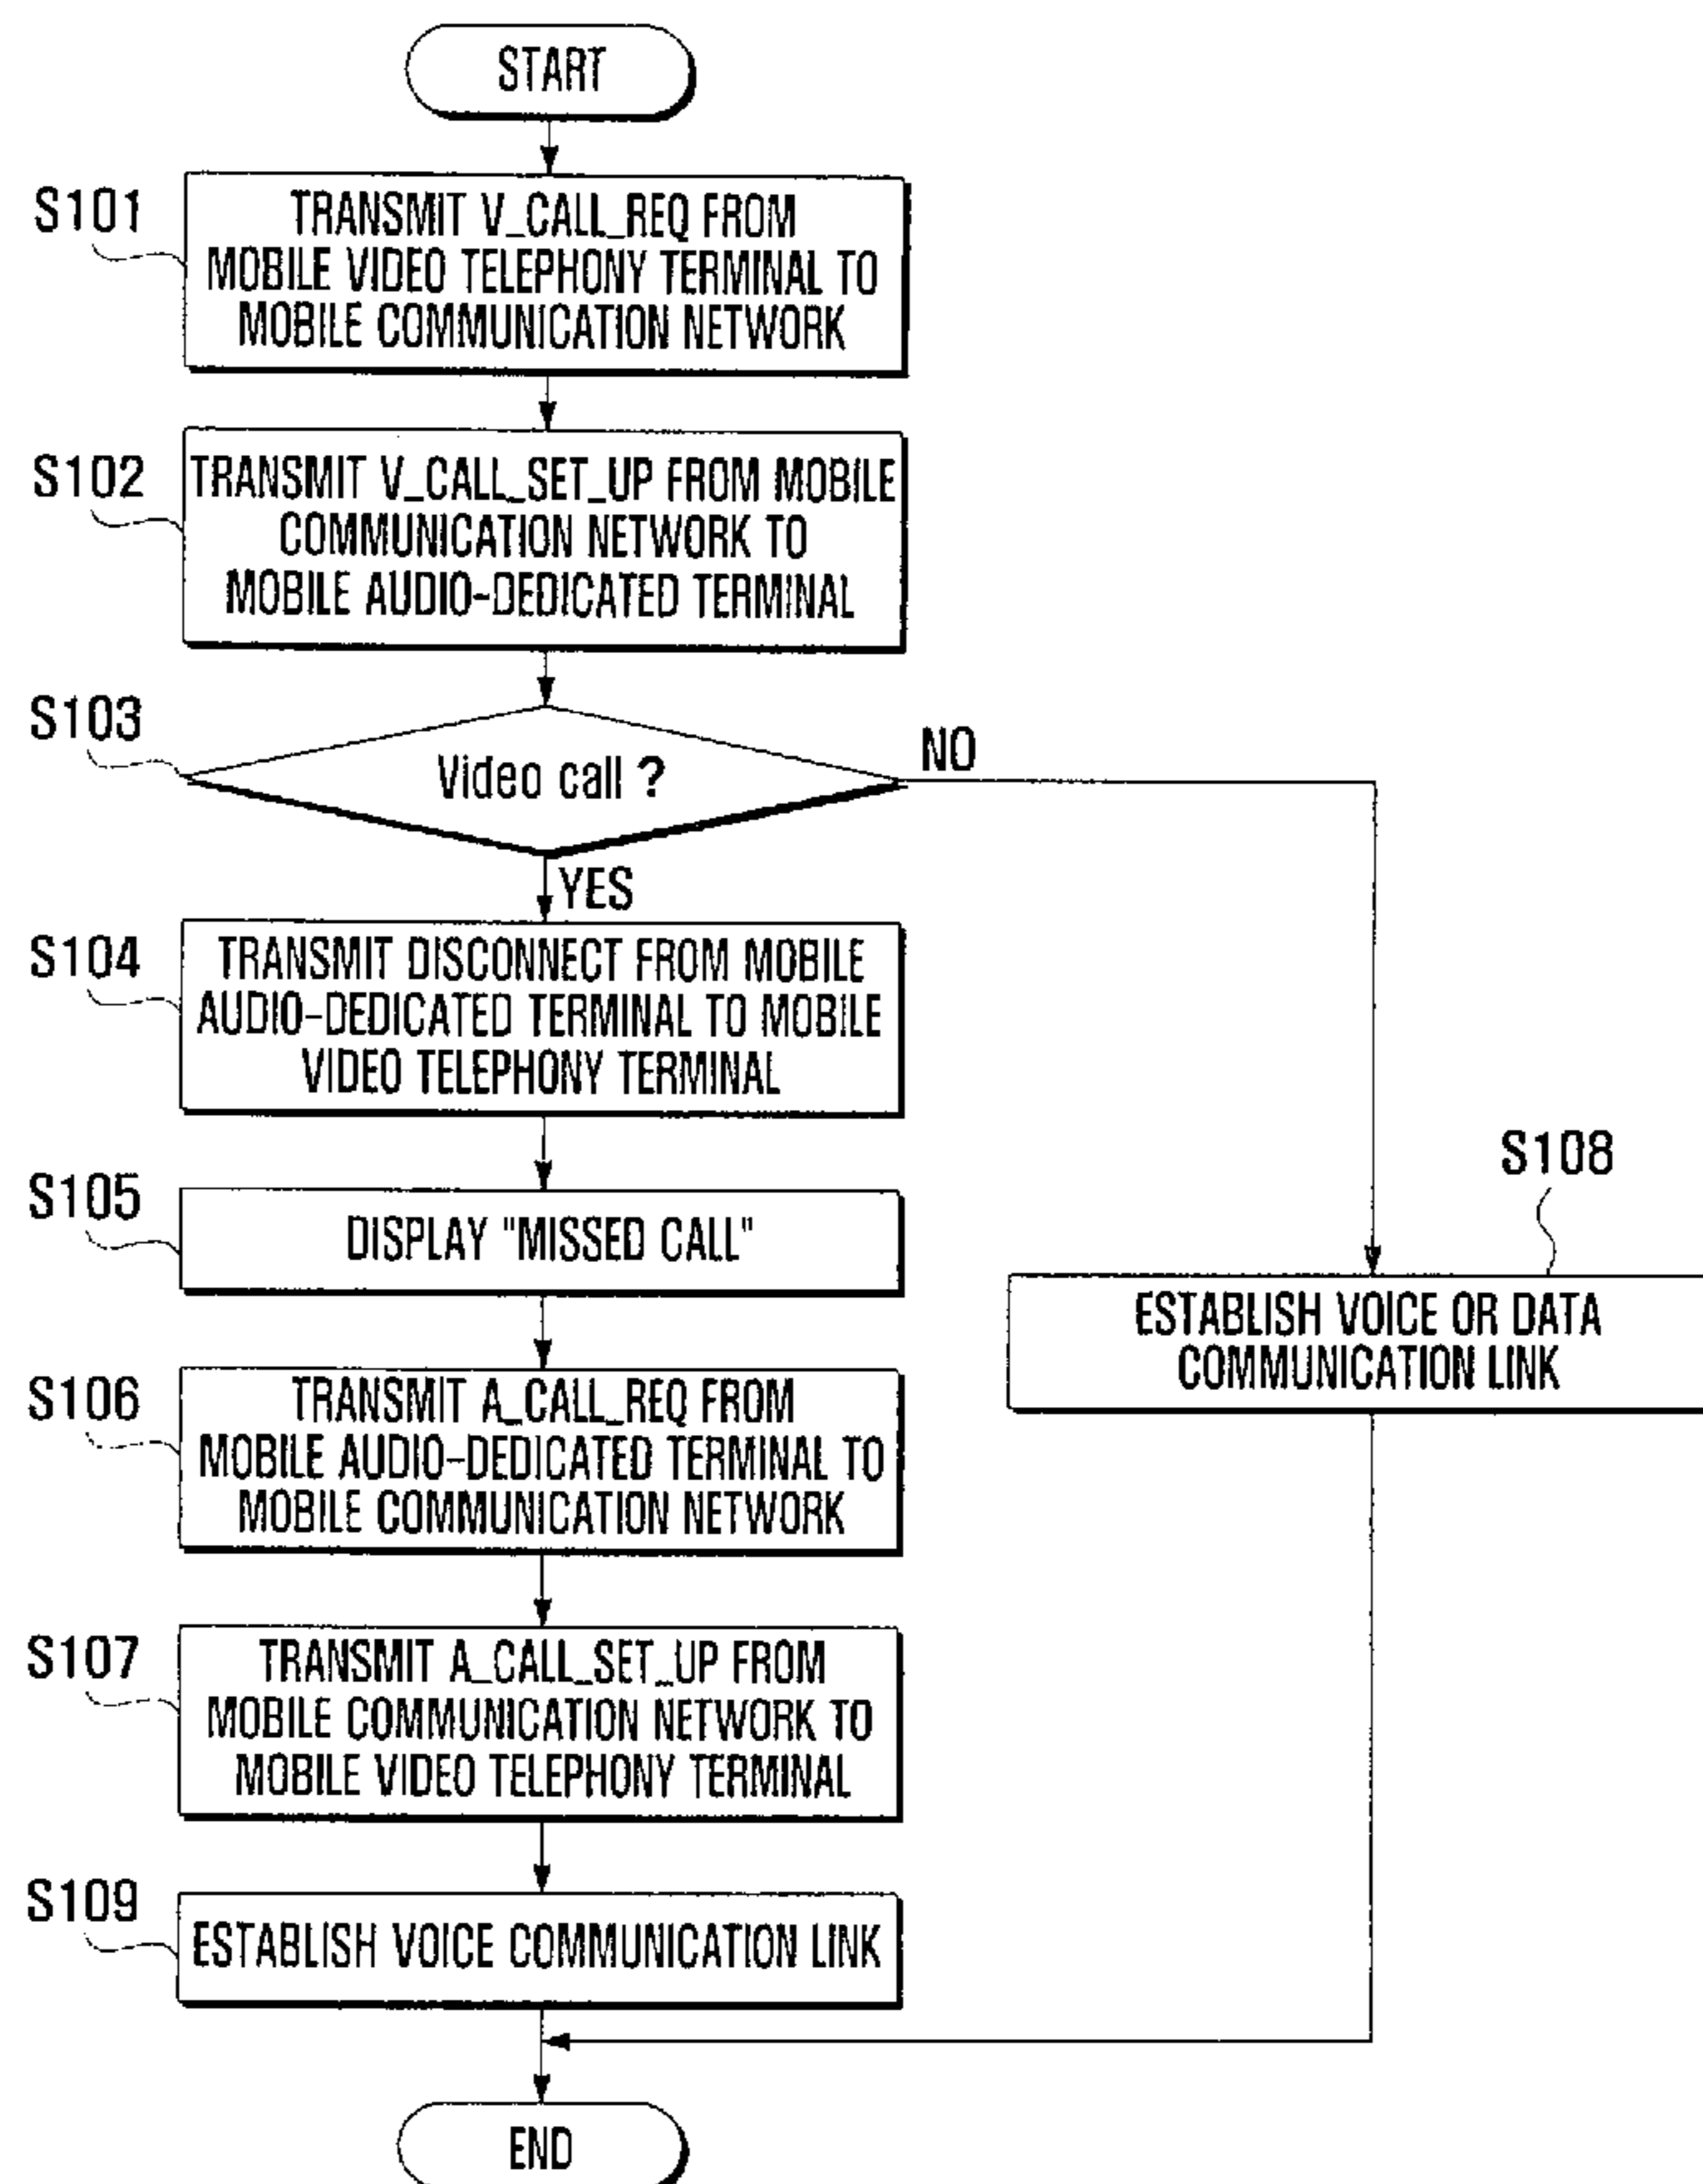 START
S101
TRANSMIT V_CALL_REQ FROM
MOBILE VIDEO TELEPHONY TERMINAL TO
MOBILE COMMUNICATION NETWORK
S102
TRANSMIT V_CALL_SET_UP FROM MOBILE
COMMUNICATION NETWORK TO
MOBILE AUDIO-DEDICATED TERMINAL
S103
Video call ?
NO
YES
S104
TRANSMIT DISCONNECT FROM MOBILE
AUDIO-DEDICATED TERMINAL TO MOBILE
VIDEO TELEPHONY TERMINAL
S105
DISPLAY "MISSED CALL"
S108
ESTABLISH VOICE OR DATA
COMMUNICATION LINK
S106
TRANSMIT A_CALL_REQ FROM
MOBILE AUDIO-DEDICATED TERMINAL TO
MOBILE COMMUNICATION NETWORK
S107
TRANSMIT A_CALL_SET_UP FROM
MOBILE COMMUNICATION NETWORK TO
MOBILE VIDEO TELEPHONY TERMINAL
S109
ESTABLISH VOICE COMMUNICATION LINK
END